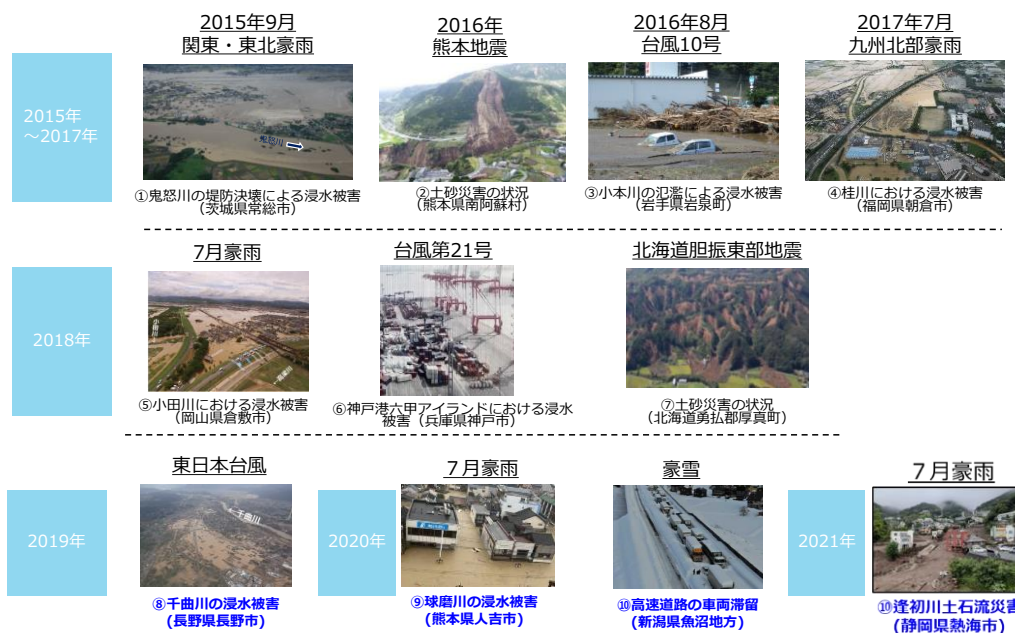 2015年9月
関東・東北豪雨
2016年
熊本地震
2016年8月
台風10号
2017年7月
九州北部豪雨
2015年
～2017年
鬼怒川
①鬼怒川の堤防決壊による浸水被害
（茨城県常総市）
②土砂災害の状況
（熊本県南阿蘇村）
③小本川の氾濫による浸水被害
（岩手県岩泉町）
④桂川における浸水被害
（福岡県朝倉市）
7月豪雨
台風第21号
北海道胆振東部地震
2018年
小田川
⑤小田川における浸水被害
（岡山県倉敷市）
⑥神戸港六甲アイランドにおける浸水
被害（兵庫県神戸市）
⑦土砂災害の状況
（北海道勇払郡厚真町）
東日本台風
７月豪雨
豪雪
７月豪雨
2019年
千曲川
2020年
2021年
⑧千曲川の浸水被害
（長野県長野市）
⑨球磨川の浸水被害
（熊本県人吉市）
⑩高速道路の車両滞留
（新潟県魚沼地方）
⑩逢初川土石流災害
（静岡県熱海市）